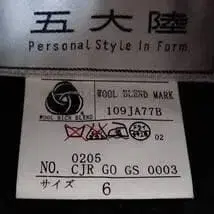 五大陸
Personal Style In Form.
WOOL BLEND MARK
109JA77B
WOOL RICH BLEND
02
0205
NO. CJR GO GS 0003
サイズ 6